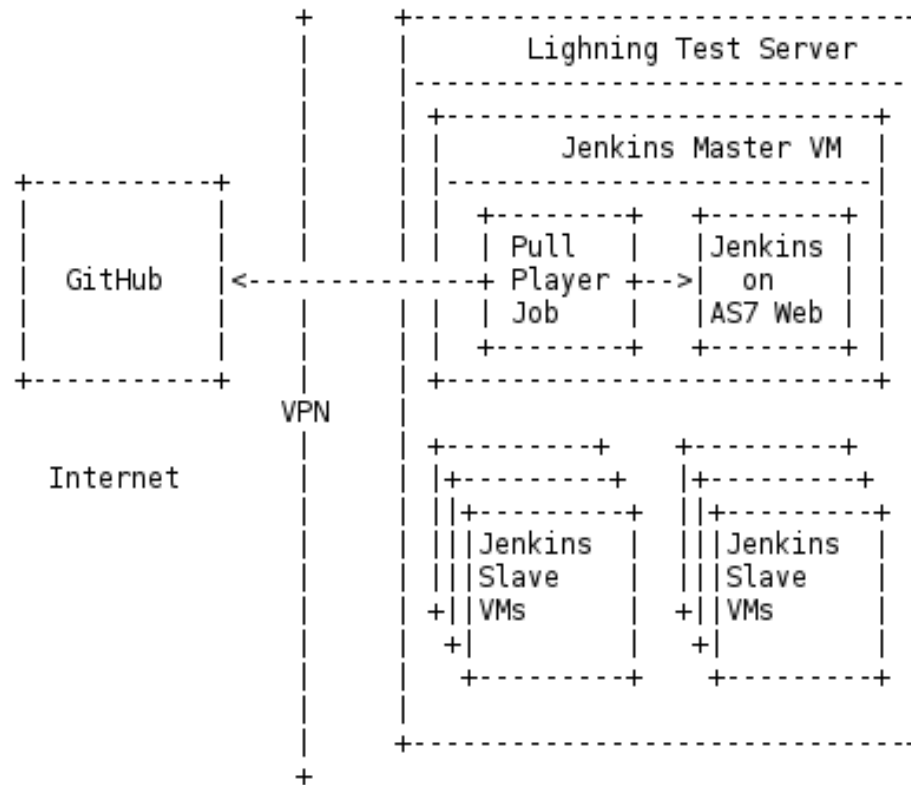 Lighning Test Server
Jenkins Master VM
GitHub
Pull
Player
Job
Jenkins
on
AS7 Web
VPN
Internet
Jenkins
Slave
VMs
Jenkins
Slave
VMs